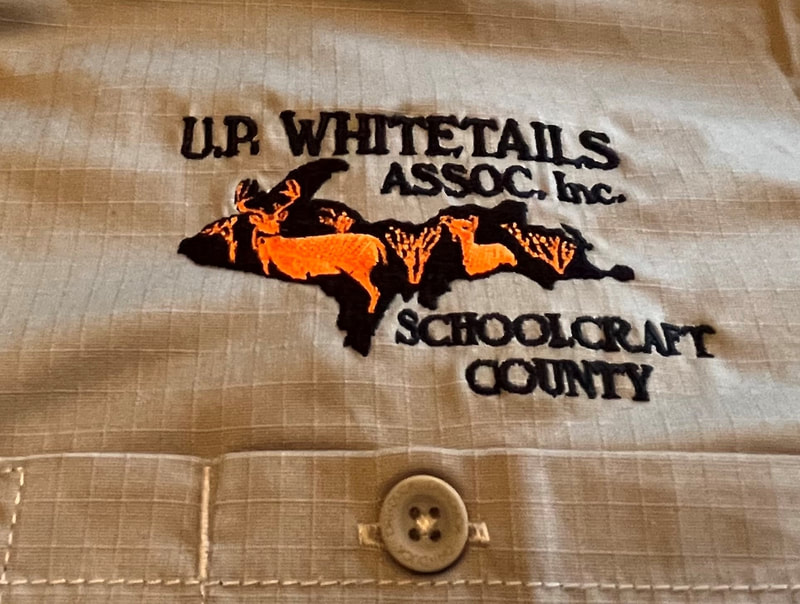 U.P. WHITETAILS
ASSOC. Inc.
SCHOOLCRAFT
COUNTY